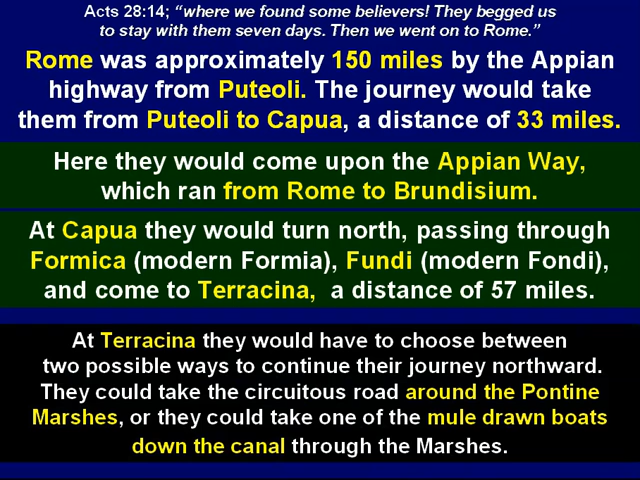 Acts 28:14; “where we found some believers! They begged us
to stay with them seven days. Then we went on to Rome.”
Rome was approximately 150 miles by the Appian
highway from Puteoli. The journey would take
them from Puteoli to Capua, a distance of 33 miles.
Here they would come upon the Appian Way,
which ran from Rome to Brundisium.
At Capua they would turn north, passing through
Formica (modern Formia), Fundi (modern Fondi),
and come to Terracina, a distance of 57 miles.
At Terracina they would have to choose between
two possible ways to continue their journey northward.
They could take the circuitous road around the Pontine
Marshes, or they could take one of the mule drawn boats
down the canal through the Marshes.